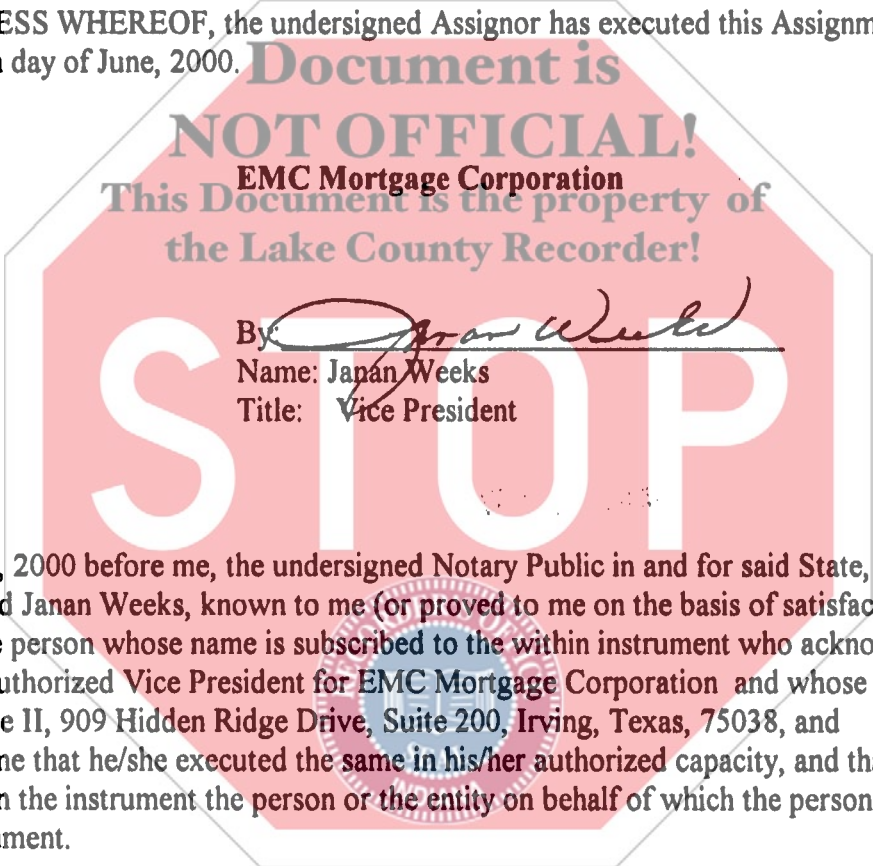 ESS WHEREOF, the undersigned Assignor has executed this Assignm
day of June, 2000.
Document is
NOT OFFICIAL!
EMC Mortgage Corporation
This Document is the property of
the Lake County Recorder!
STOP
By: Janan Weeks
Name: Janan Weeks
Title: Vice President
, 2000 before me, the undersigned Notary Public in and for said State,
d Janan Weeks, known to me (or proved to me on the basis of satisfac
e person whose name is subscribed to the within instrument who ackno
uthorized Vice President for EMC Mortgage Corporation and whose
e II, 909 Hidden Ridge Drive, Suite 200, Irving, Texas, 75038, and
ne that he/she executed the same in his/her authorized capacity, and tha
n the instrument the person or the entity on behalf of which the person
ment.
SEAL
INDIANA